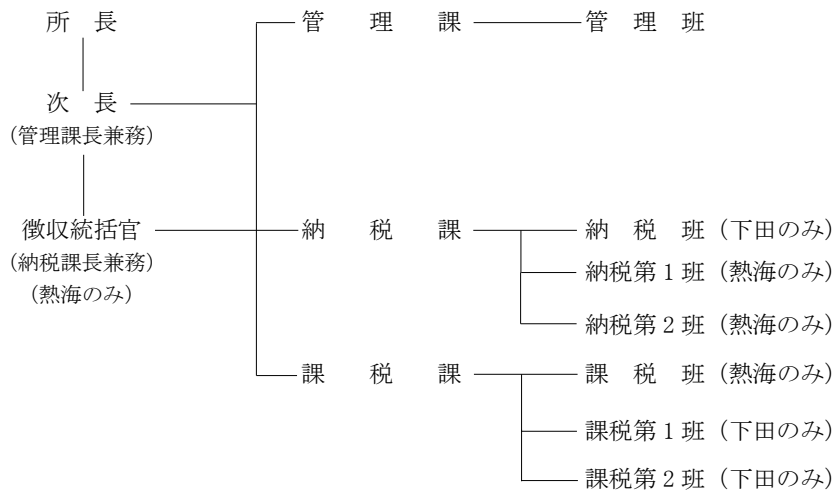 所長 管理課 管理班
次長
(管理課長兼務)
徴収統括官 納税課 納税班(下田のみ)
(納税課長兼務) 納税第1班(熱海のみ)
(熱海のみ)
納税第2班(熱海のみ)
課税課 課税班(熱海のみ)
課税第1班(下田のみ)
課税第2班(下田のみ)